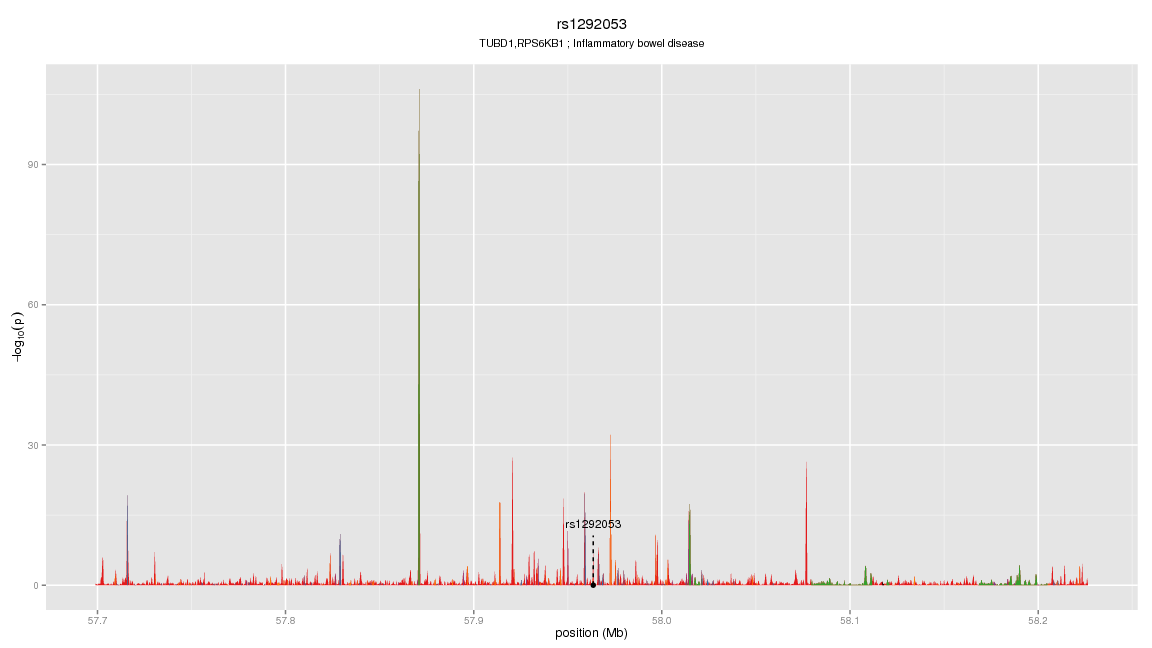 rs1292053
TUBD1,RPS6KB1 ; Inflammatory bowel disease
−log10(p)
90
60
30
0
rs1292053
57.7 57.8 57.9 58.0 58.1 58.2
position (Mb)